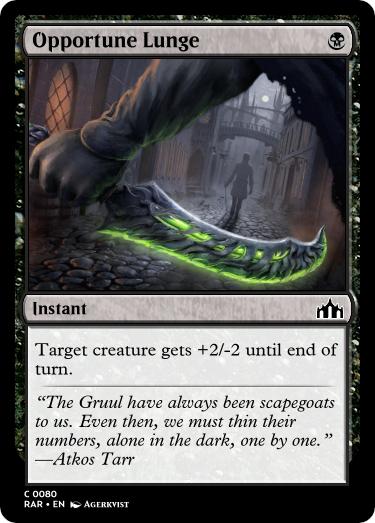 Opportune Lunge
Instant
Target creature gets +2/-2 until end of
turn.
“The Gruul have always been scapegoats
to us. Even then, we must thin their
numbers, alone in the dark, one by one.”
—Atkos Tarr
C 0080
RAR • EN Agerkvist